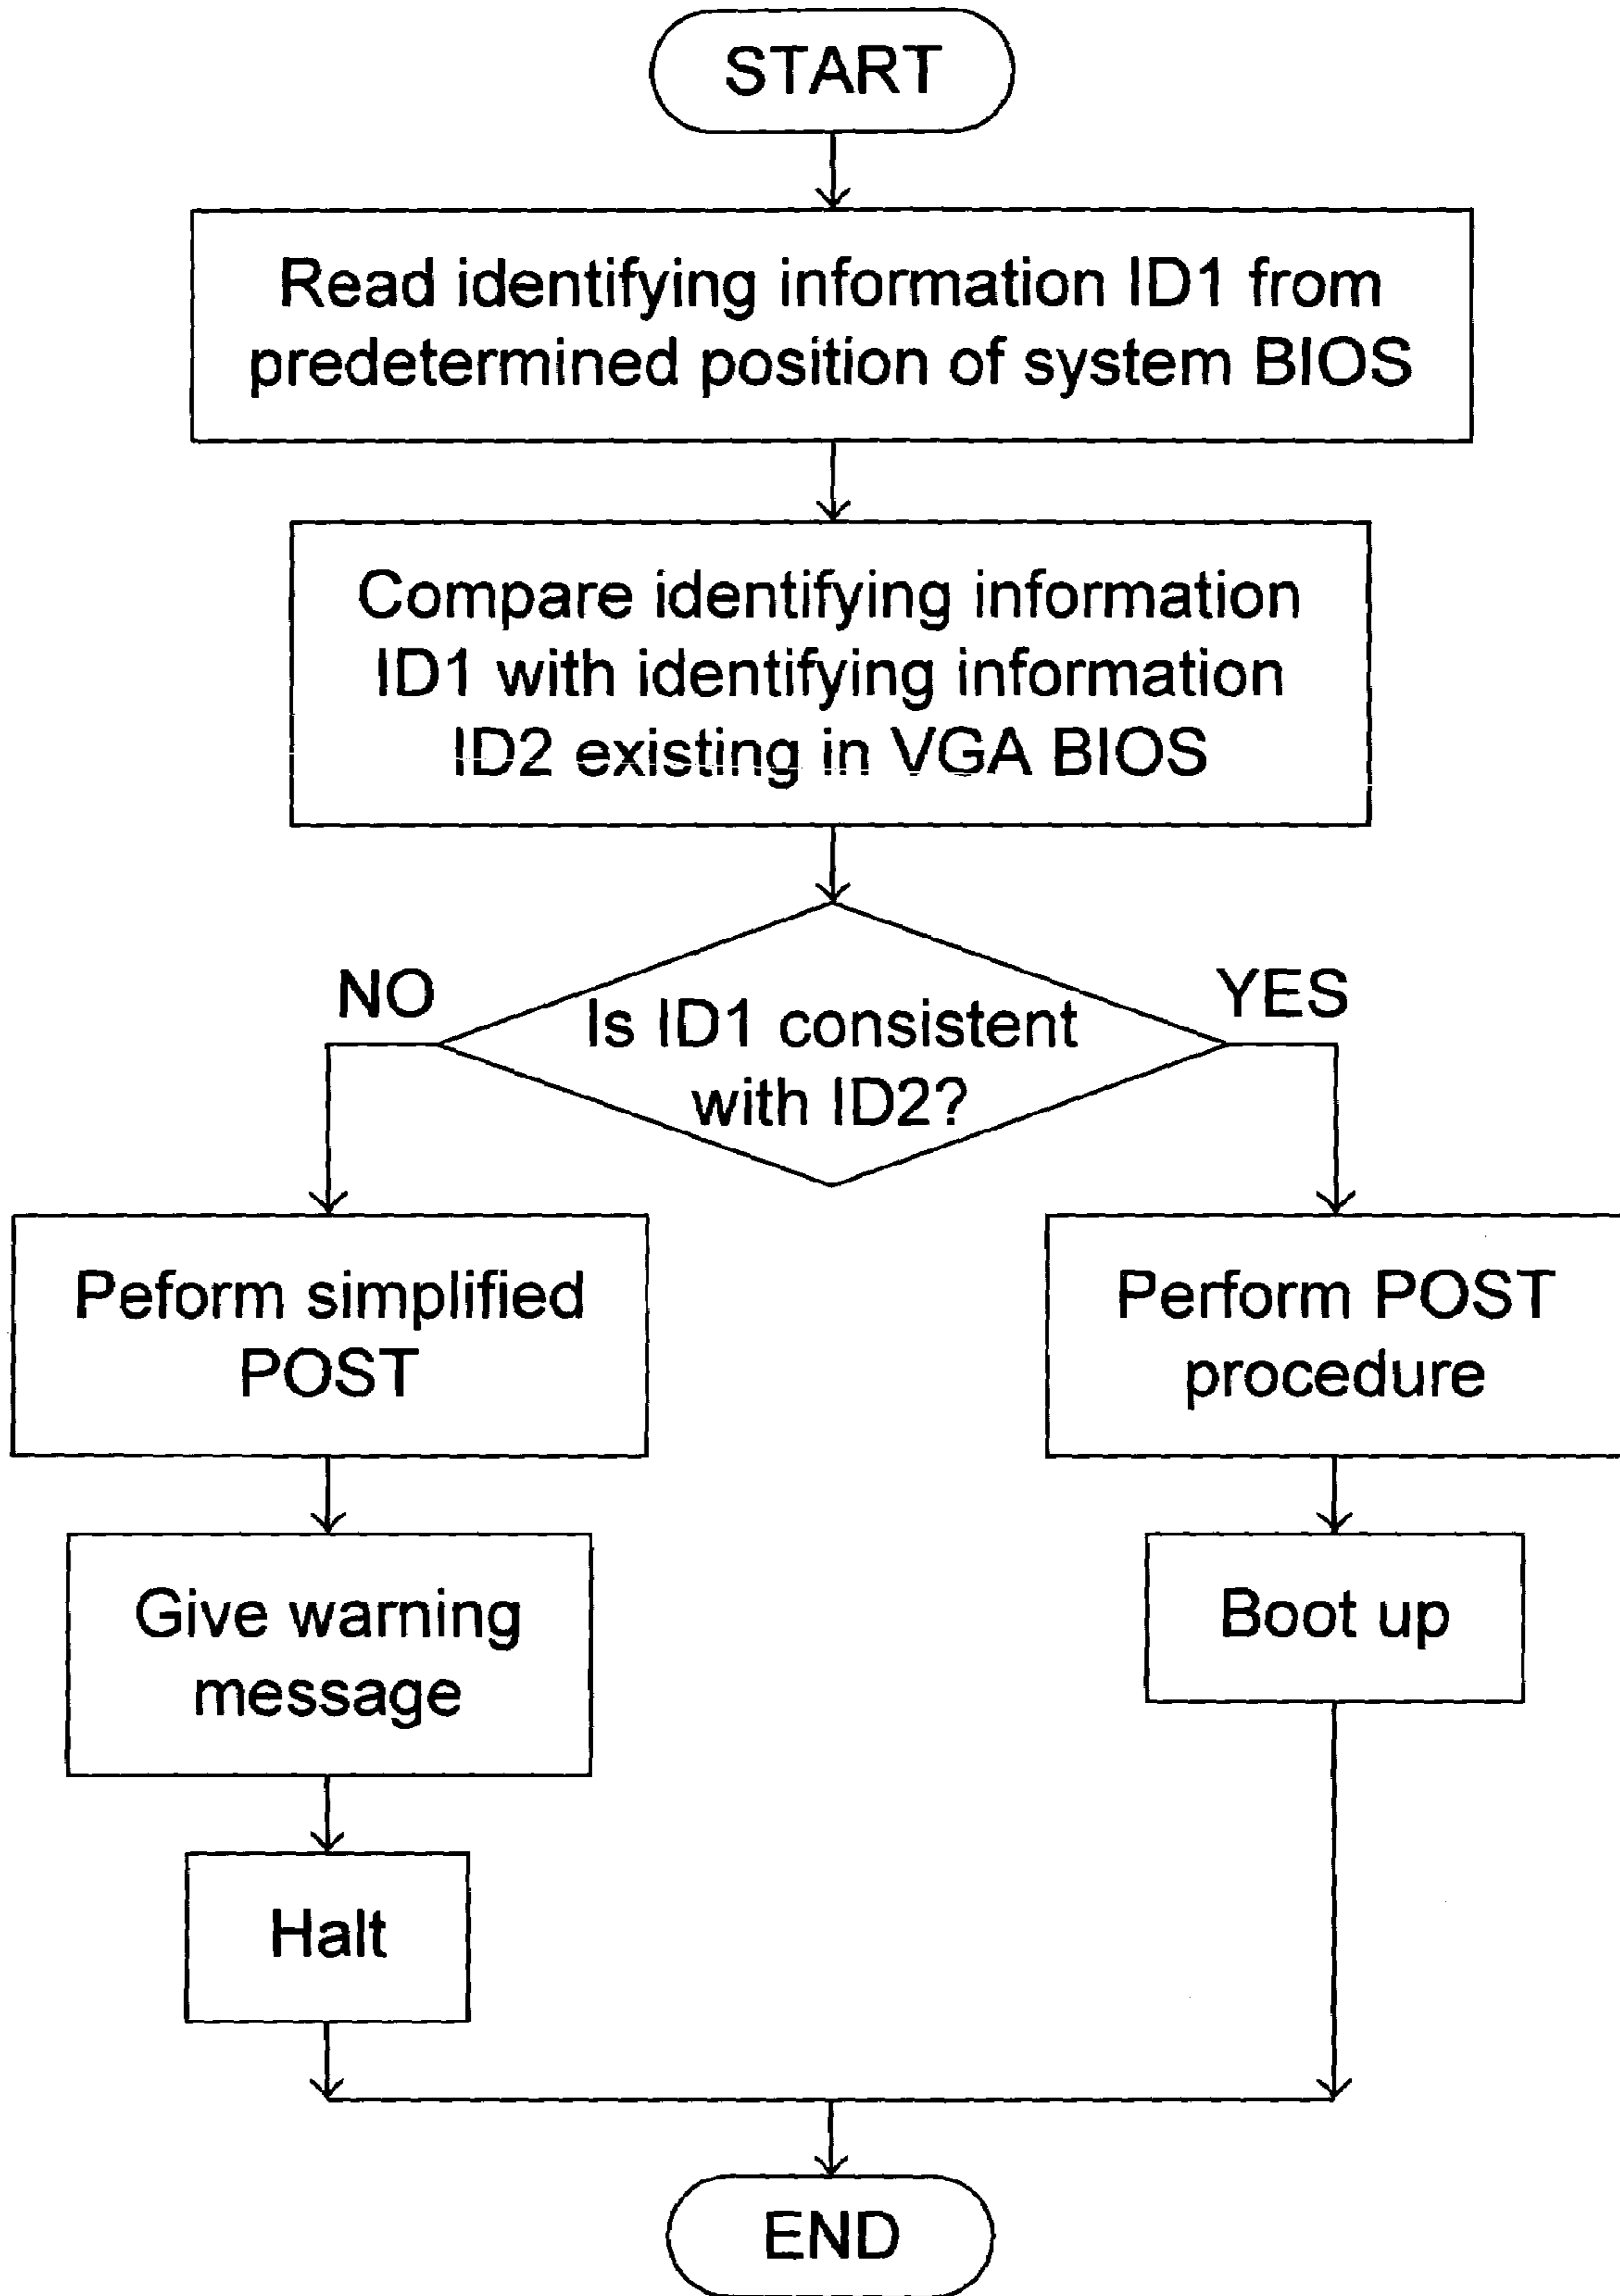 START
Read identifying information ID1 from
predetermined position of system BIOS
Compare identifying information
ID1 with identifying information
ID2 existing in VGA BIOS
NO
YES
Is ID1 consistent
with ID2?
Peform simplified
POST
Perform POST
procedure
Give warning
message
Boot up
Halt
END